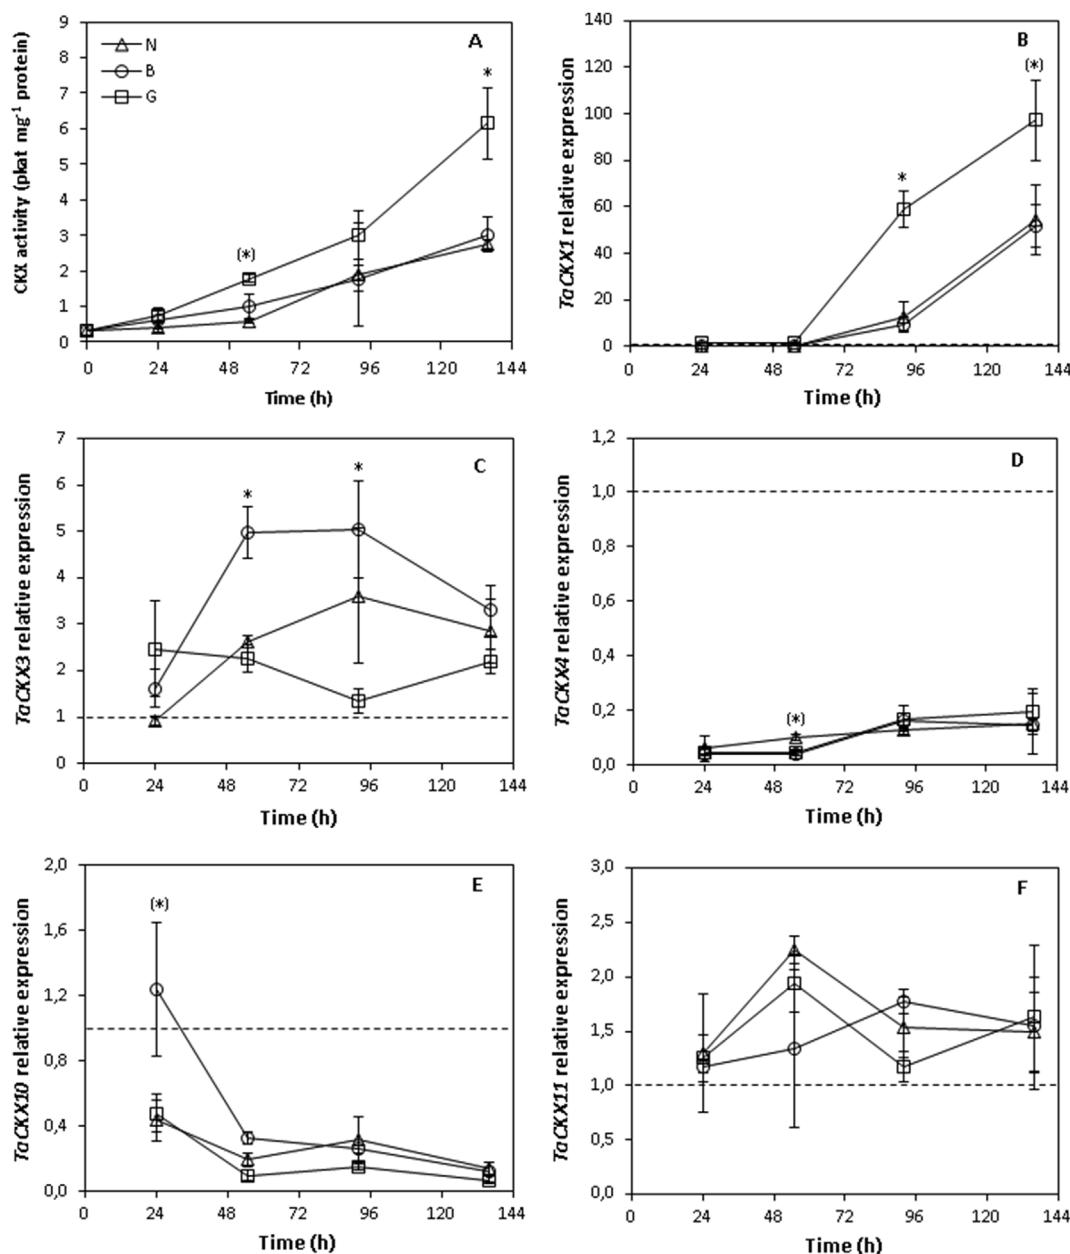 A
CKX activity (pkat mg⁻¹ protein)
9
8
7
6
5
4
3
2
1
0
N
B
G
(*)
*
0 24 48 72 96 120 144
Time (h)
B
TaCKX1 relative expression
140
120
100
80
60
40
20
0
*
(*)
0 24 48 72 96 120 144
Time (h)
C
TaCKX3 relative expression
7
6
5
4
3
2
1
0
*
*
0 24 48 72 96 120 144
Time (h)
D
TaCKX4 relative expression
1,2
1,0
0,8
0,6
0,4
0,2
0,0
(*)
0 24 48 72 96 120 144
Time (h)
E
TaCKX10 relative expression
2,0
1,6
1,2
0,8
0,4
0,0
(*)
0 24 48 72 96 120 144
Time (h)
F
TaCKX11 relative expression
3,0
2,5
2,0
1,5
1,0
0,5
0,0
0 24 48 72 96 120 144
Time (h)